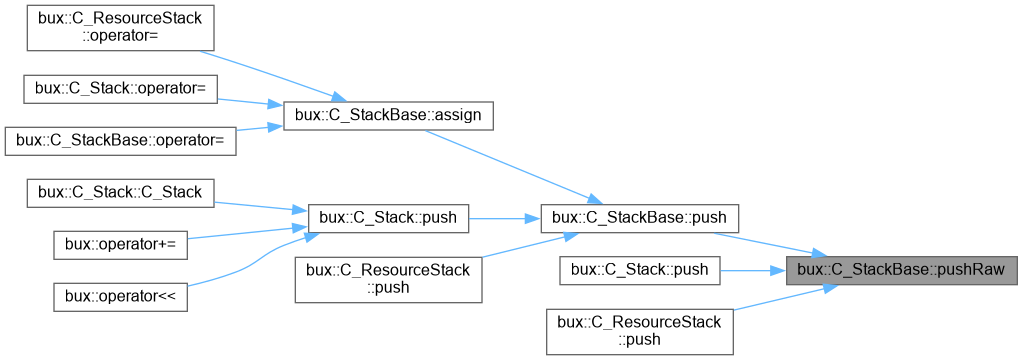 bux::C_ResourceStack
::operator=
bux::C_Stack::operator=
bux::C_StackBase::assign
bux::C_StackBase::operator=
bux::C_Stack::C_Stack
bux::C_Stack::push
bux::C_StackBase::push
bux::operator+=
bux::C_ResourceStack
::push
bux::C_Stack::push
bux::C_StackBase::pushRaw
bux::operator<<
bux::C_ResourceStack
::push